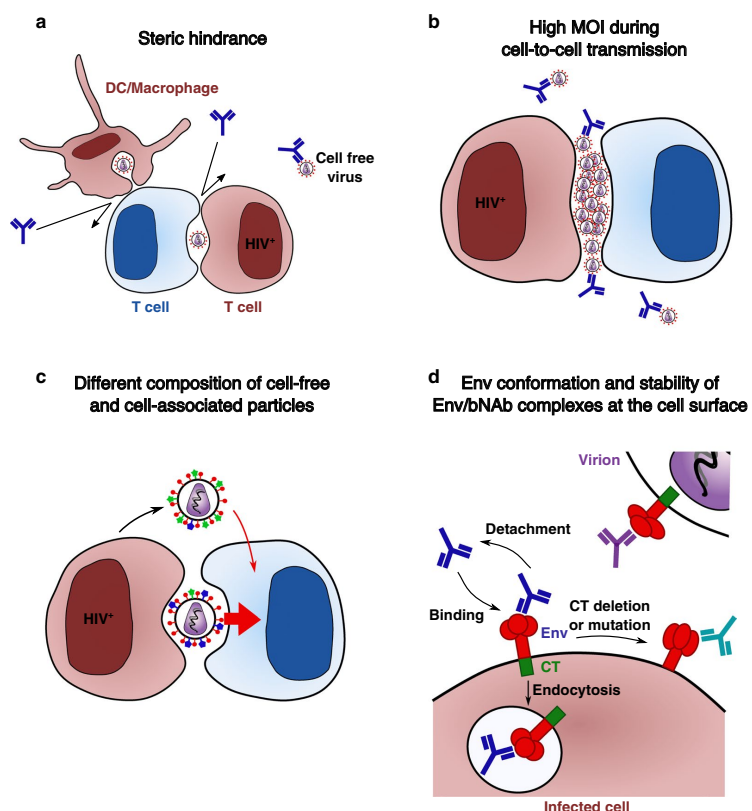 a
Steric hindrance
DC/Macrophage
Cell free
virus
HIV+
T cell
T cell
b
High MOI during
cell-to-cell transmission
HIV+
c
Different composition of cell-free
and cell-associated particles
HIV+
d
Env conformation and stability of
Env/bNAb complexes at the cell surface
Virion
Detachment
Binding
Env
CT deletion
or mutation
CT
Endocytosis
Infected cell